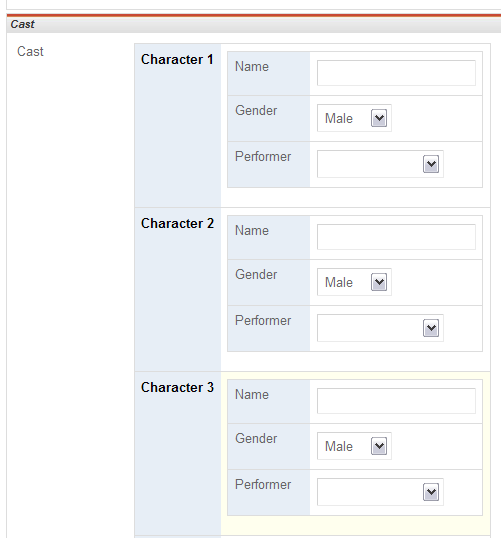 Cast
Cast
Character 1
Name
Gender
Male
Performer
Character 2
Name
Gender
Male
Performer
Character 3
Name
Gender
Male
Performer